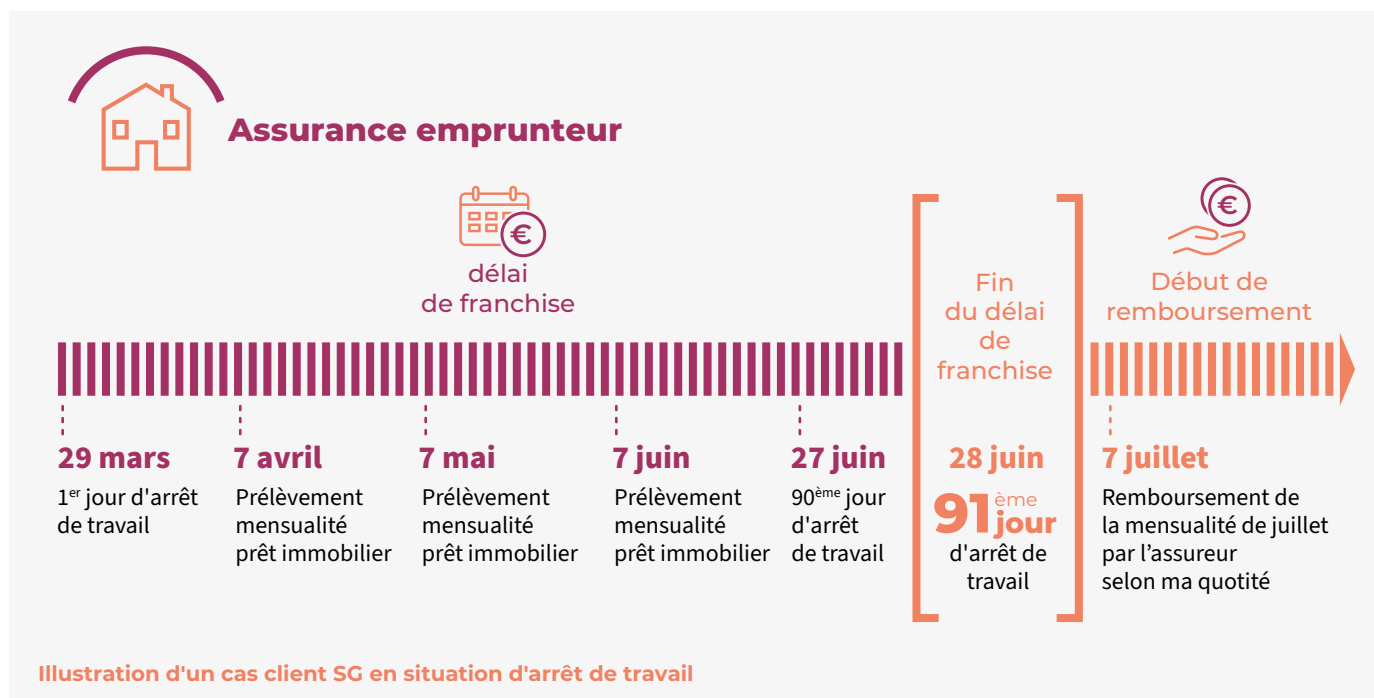 Assurance emprunteur
€
délai
de franchise
Fin
du délai
de
franchise
€
Début de
remboursement
29 mars
1er jour d'arrêt
de travail
7 avril
Prélèvement
mensualité
prêt immobilier
7 mai
Prélèvement
mensualité
prêt immobilier
7 juin
Prélèvement
mensualité
prêt immobilier
27 juin
90ème jour
d'arrêt
de travail
28 juin
91ème
jour
d'arrêt de
travail
7 juillet
Remboursement de
la mensualité de juillet
par l’assureur
selon ma quotité
Illustration d'un cas client SG en situation d'arrêt de travail